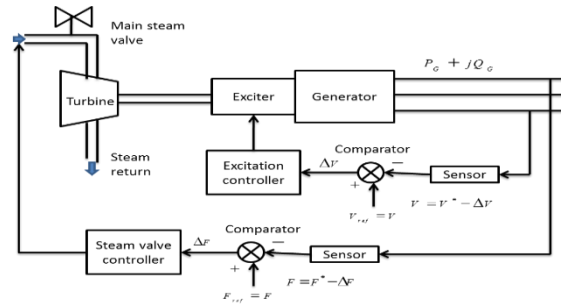 Main steam valve
P_G + jQ_G
Turbine
Exciter
Generator
Steam return
Excitation controller
ΔV
Comparator
−
+
Sensor
V_ref = V
V = V* − ΔV
Steam valve controller
ΔF
Comparator
−
+
Sensor
F_ref = F
F = F* − ΔF